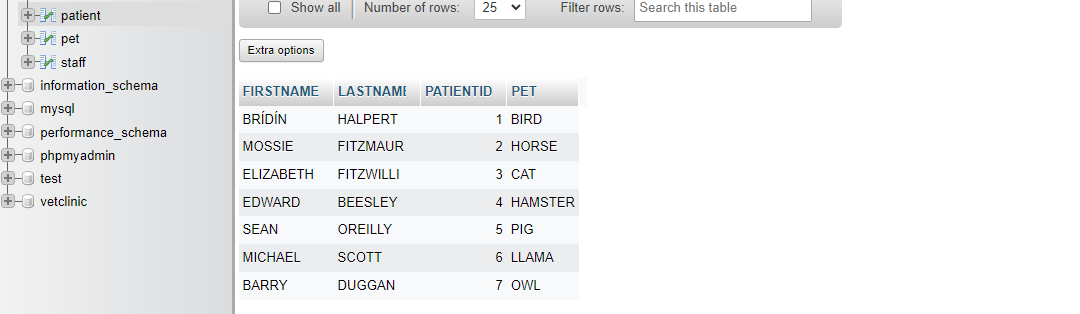 patient
pet
staff
information_schema
mysql
performance_schema
phpmyadmin
test
vetclinic
Show all Number of rows: 25 Filter rows: Search this table
Extra options
FIRSTNAME LASTNAME PATIENTID PET
BRÍDÍN HALPERT 1 BIRD
MOSSIE FITZMAUR 2 HORSE
ELIZABETH FITZWILLI 3 CAT
EDWARD BEESLEY 4 HAMSTER
SEAN OREILLY 5 PIG
MICHAEL SCOTT 6 LLAMA
BARRY DUGGAN 7 OWL